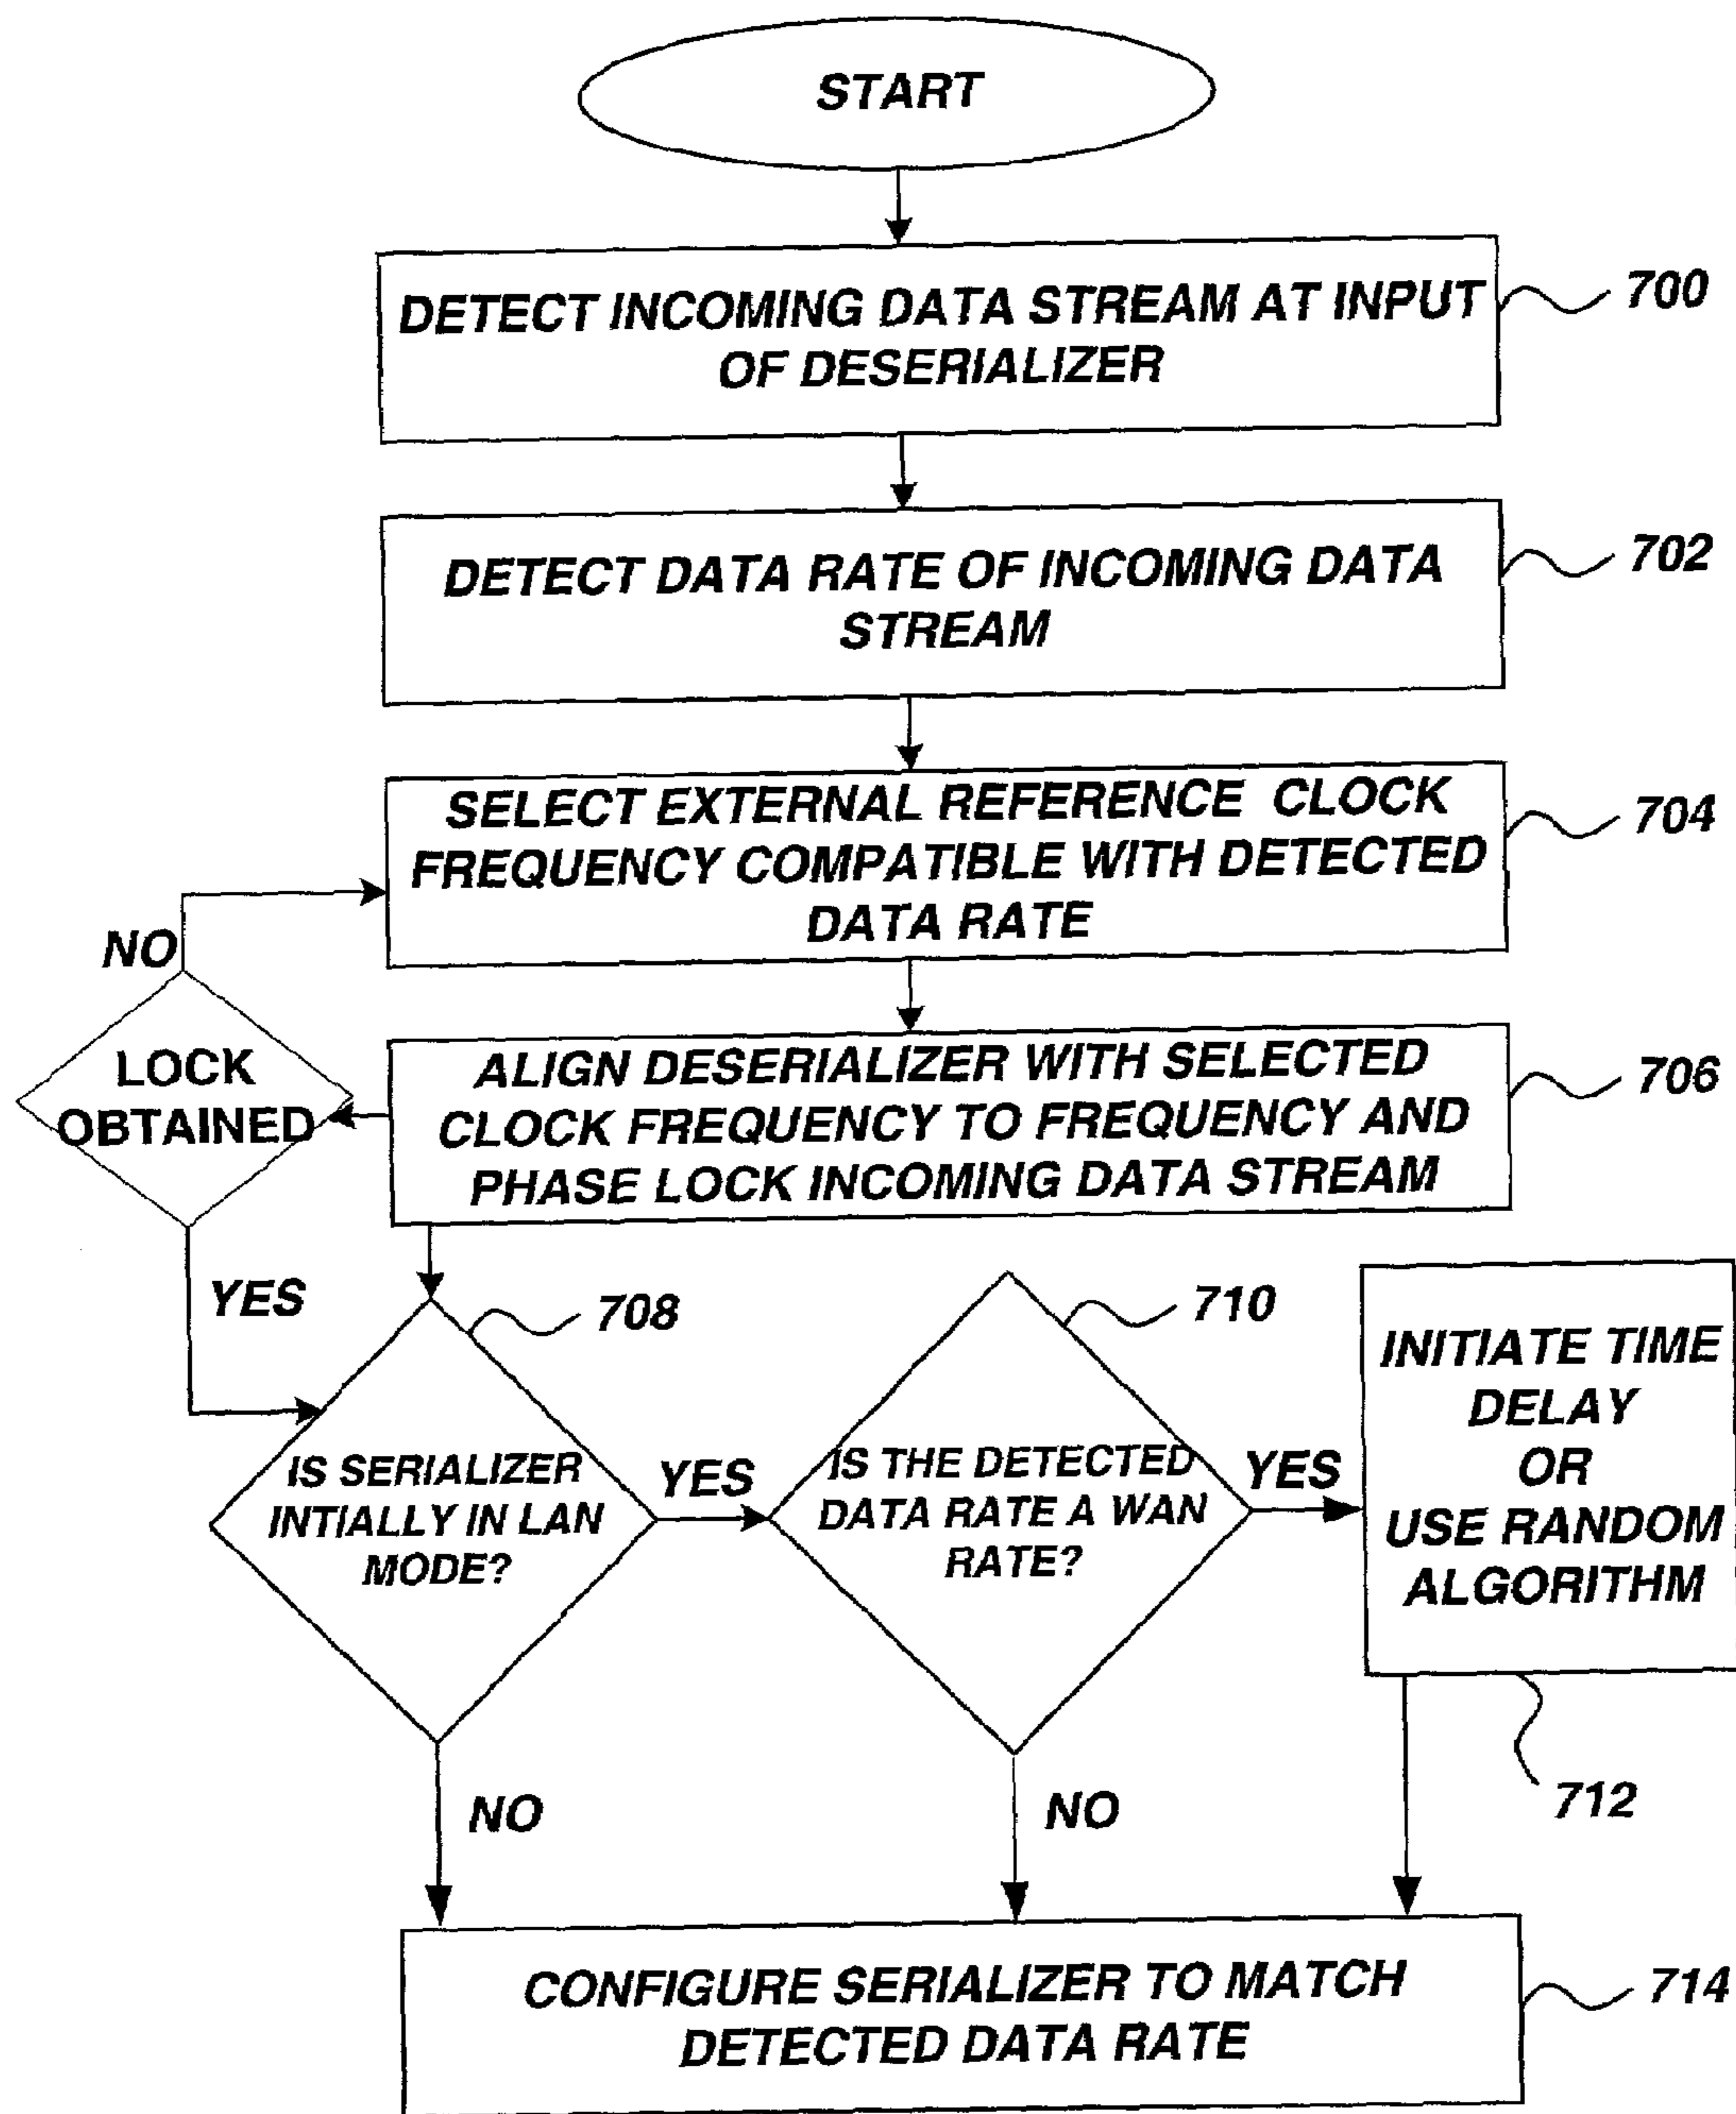 START
DETECT INCOMING DATA STREAM AT INPUT
OF DESERIALIZER
700
DETECT DATA RATE OF INCOMING DATA
STREAM
702
SELECT EXTERNAL REFERENCE CLOCK
FREQUENCY COMPATIBLE WITH DETECTED
DATA RATE
704
NO
LOCK
OBTAINED
ALIGN DESERIALIZER WITH SELECTED
CLOCK FREQUENCY TO FREQUENCY AND
PHASE LOCK INCOMING DATA STREAM
706
YES
708
IS SERIALIZER
INTIALLY IN LAN
MODE?
YES
710
IS THE DETECTED
DATA RATE A WAN
RATE?
YES
INITIATE TIME
DELAY
OR
USE RANDOM
ALGORITHM
712
NO
NO
CONFIGURE SERIALIZER TO MATCH
DETECTED DATA RATE
714